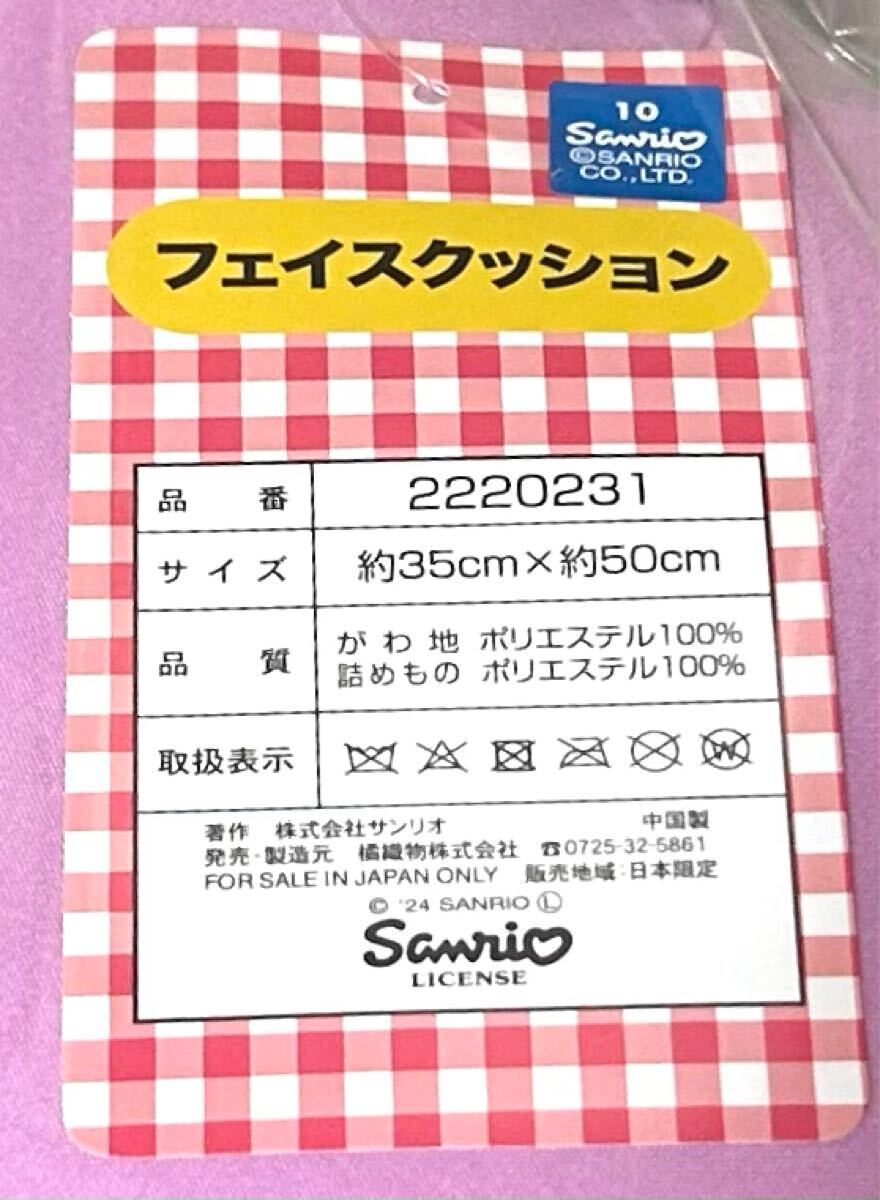 10
Sanrio
©SANRIO
CO.,LTD.
フェイスクッション
品番 2220231
サイズ 約35cm×約50cm
品質 がわ地 ポリエステル100%
詰めもの ポリエステル100%
取扱表示 W
著作 株式会社サンリオ 中国製
発売・製造元 橘織物株式会社 ☎0725-32-5861
FOR SALE IN JAPAN ONLY 販売地域：日本限定
© '24 SANRIO Ⓛ
Sanrio
LICENSE